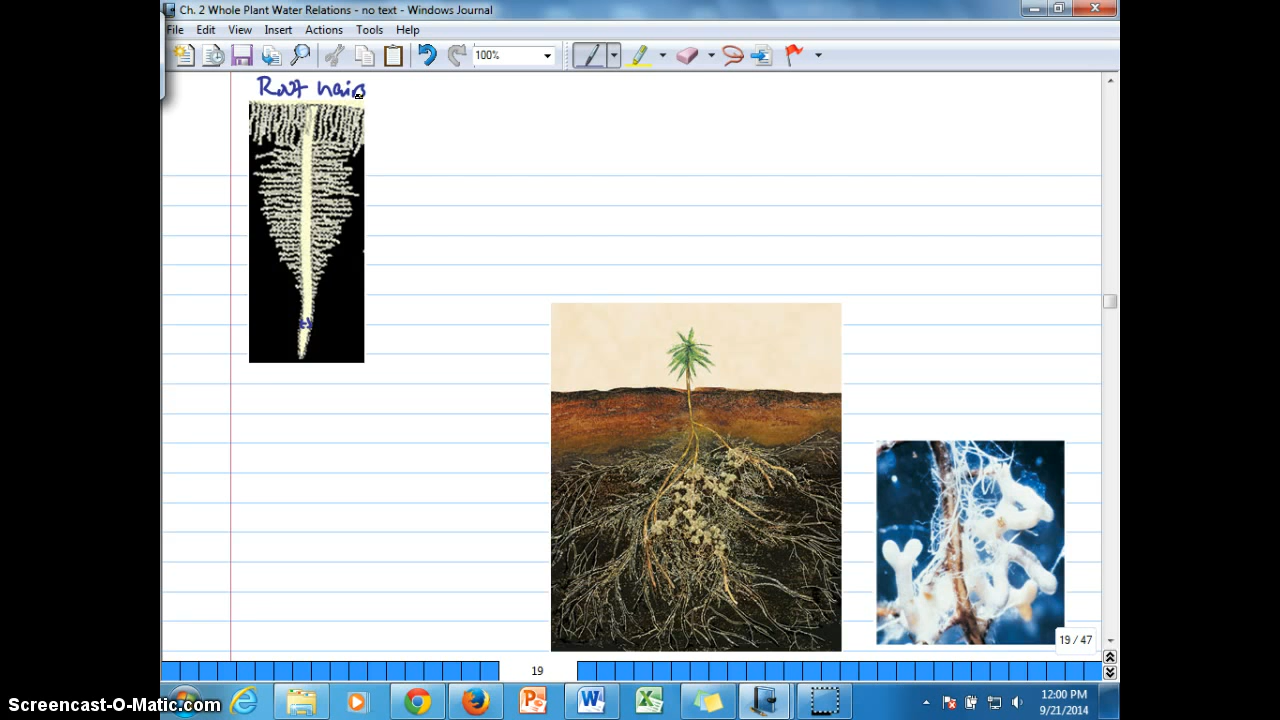 Ch. 2 Whole Plant Water Relations - no text - Windows Journal
File Edit View Insert Actions Tools Help
100%
Root hairs
19 / 47
19
12:00 PM
9/21/2014
Screencast-O-Matic.com